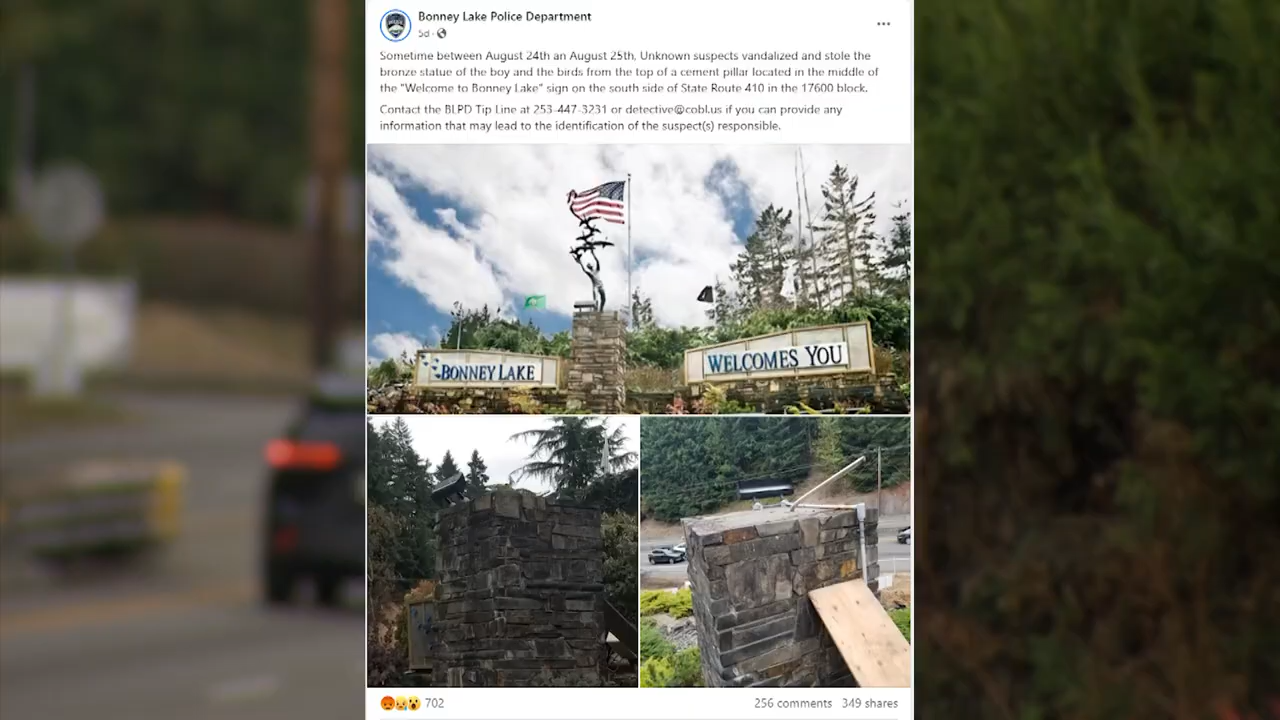 Bonney Lake Police Department
5d ·
Sometime between August 24th an August 25th, Unknown suspects vandalized and stole the
bronze statue of the boy and the birds from the top of a cement pillar located in the middle of
the "Welcome to Bonney Lake" sign on the south side of State Route 410 in the 17600 block.
Contact the BLPD Tip Line at 253-447-3231 or detective@cobl.us if you can provide any
information that may lead to the identification of the suspect(s) responsible.
BONNEY LAKE
WELCOMES YOU
702
256 comments 349 shares